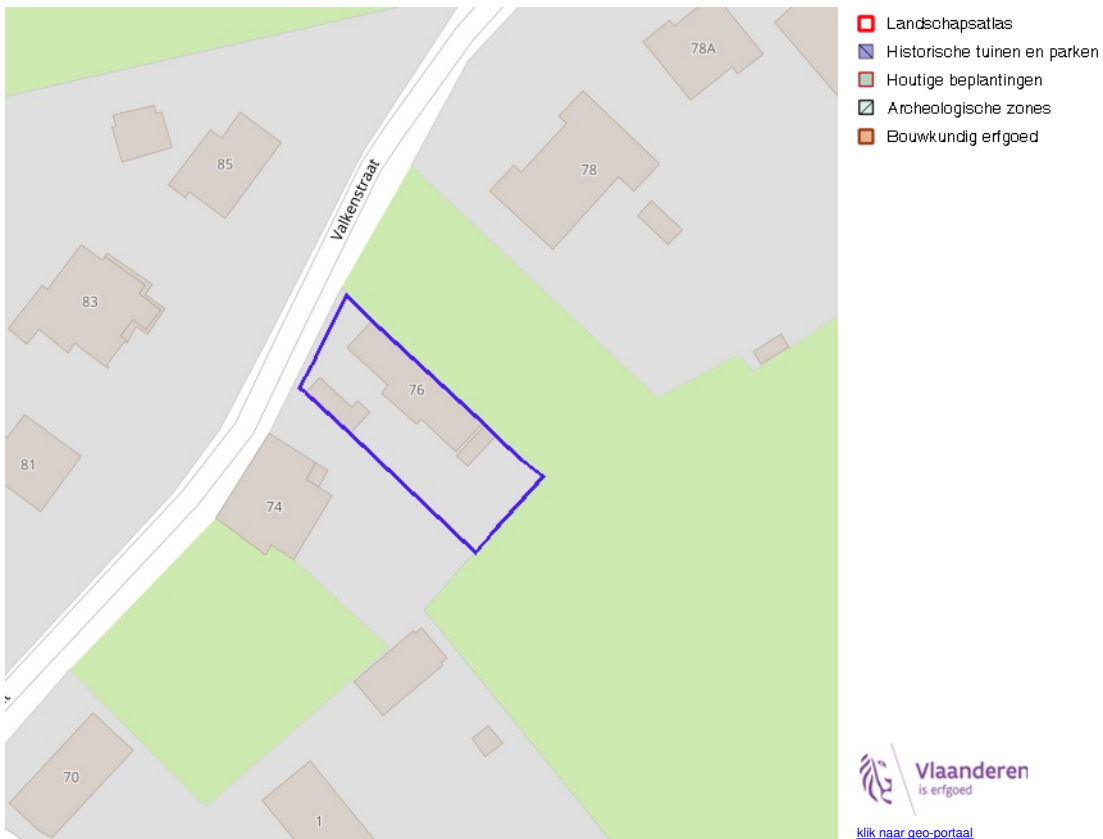 78A
85
78
Valkenstraat
83
76
81
74
70
1
Landschapsatlas
Historische tuinen en parken
Houtige beplantingen
Archeologische zones
Bouwkundig erfgoed
Vlaanderen
is erfgoed
klik naar geo-portaal